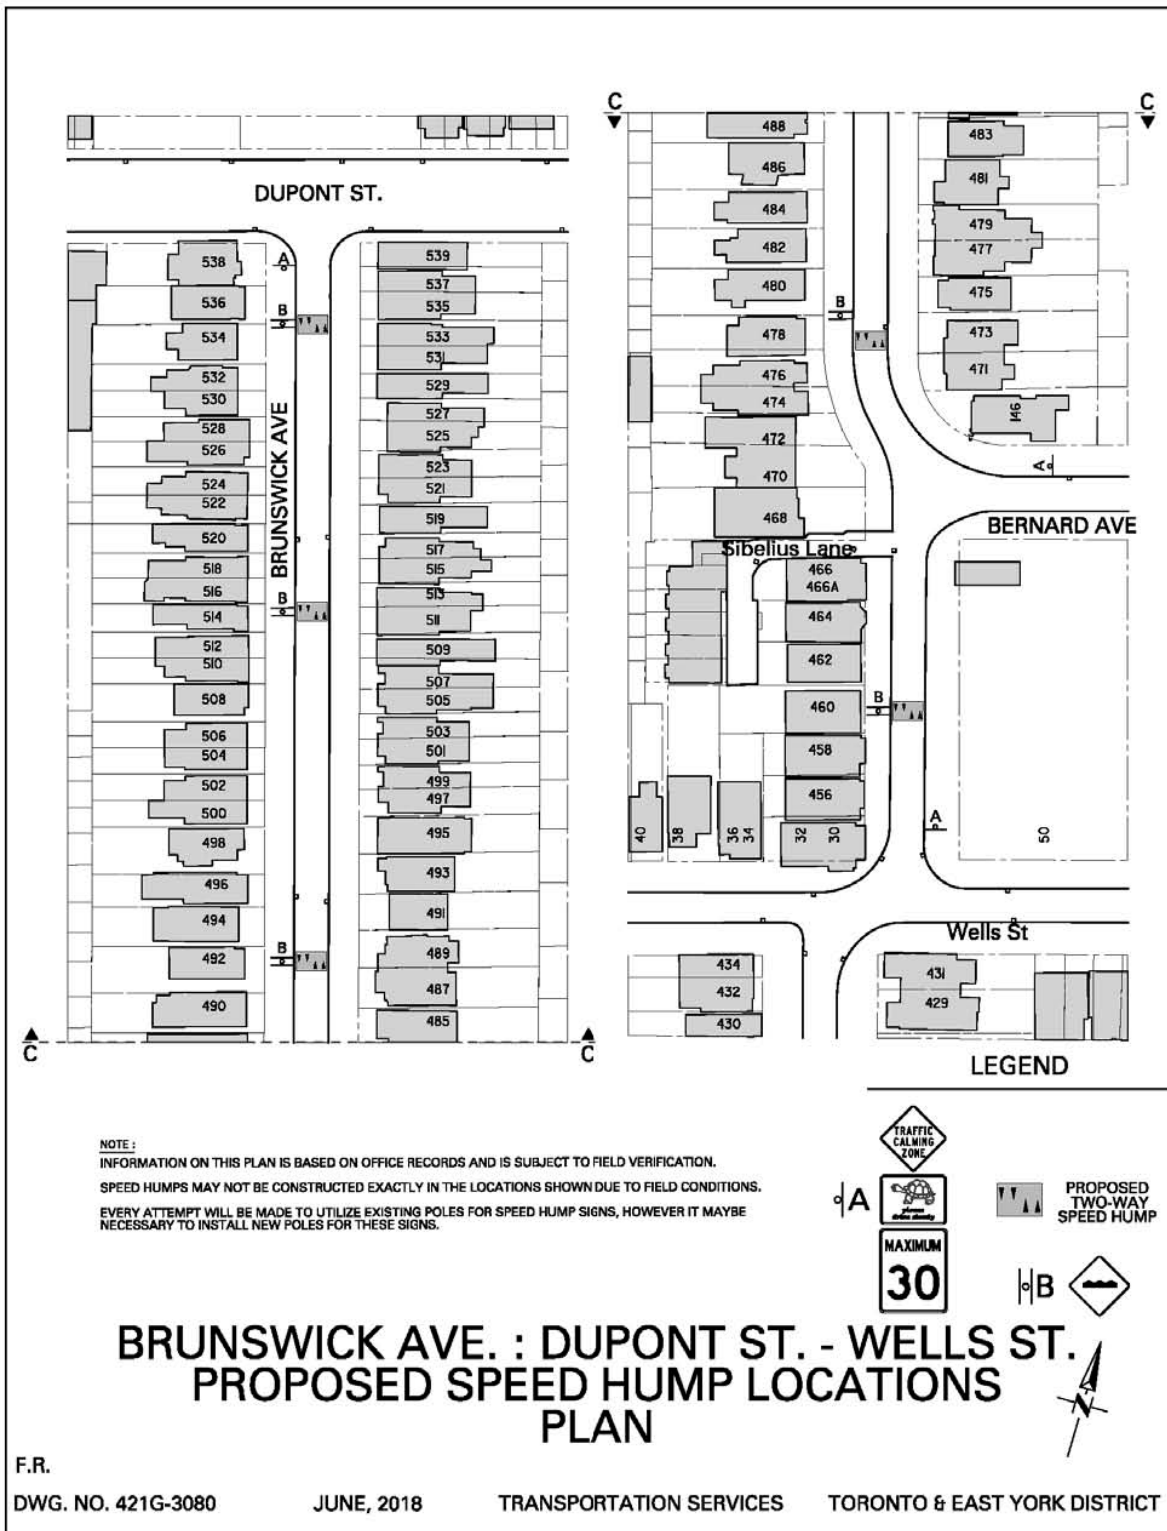 C
C
DUPONT ST.
A
B
538
536
534
532
530
528
526
524
522
520
518
516
514
512
510
508
506
504
502
500
498
496
494
492
490
BRUNSWICK AVE
B
B
539
537
535
533
531
529
527
525
523
521
519
517
515
513
511
509
507
505
503
501
499
497
495
493
491
489
487
485
C
C
488
486
484
482
480
478
476
474
472
470
468
B
483
481
479
477
475
473
471
146
A
BERNARD AVE
Sibelius Lane
466
466A
464
462
460
458
456
B
A
40
38
36
34
32
30
50
Wells St
434
432
430
431
429
LEGEND
TRAFFIC
CALMING
ZONE
A
please
drive slowly
MAXIMUM
30
PROPOSED
TWO-WAY
SPEED HUMP
B
NOTE :
INFORMATION ON THIS PLAN IS BASED ON OFFICE RECORDS AND IS SUBJECT TO FIELD VERIFICATION.
SPEED HUMPS MAY NOT BE CONSTRUCTED EXACTLY IN THE LOCATIONS SHOWN DUE TO FIELD CONDITIONS.
EVERY ATTEMPT WILL BE MADE TO UTILIZE EXISTING POLES FOR SPEED HUMP SIGNS, HOWEVER IT MAYBE
NECESSARY TO INSTALL NEW POLES FOR THESE SIGNS.
BRUNSWICK AVE. : DUPONT ST. - WELLS ST.
PROPOSED SPEED HUMP LOCATIONS
PLAN
N
F.R.
DWG. NO. 421G-3080 JUNE, 2018 TRANSPORTATION SERVICES TORONTO & EAST YORK DISTRICT